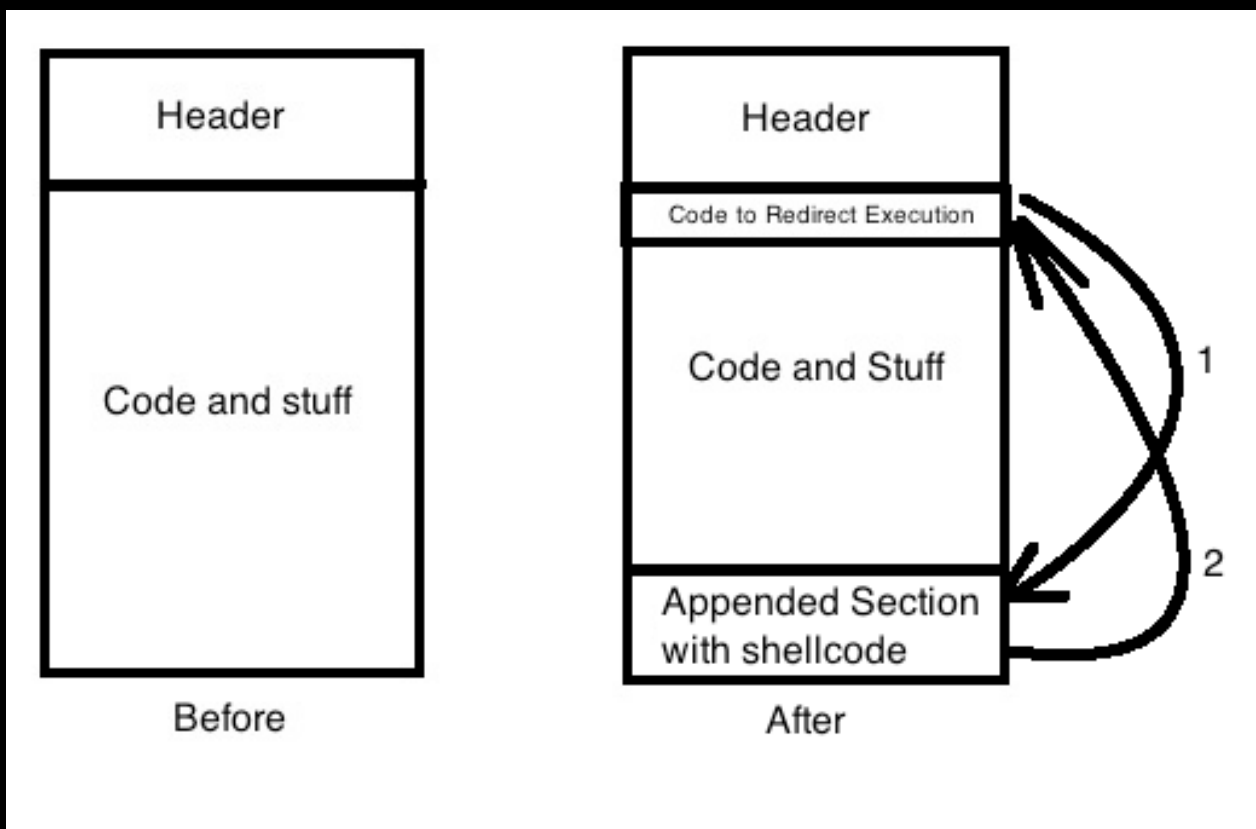 Header
Code and stuff
Before
Header
Code to Redirect Execution
Code and Stuff
Appended Section
with shellcode
After
1
2